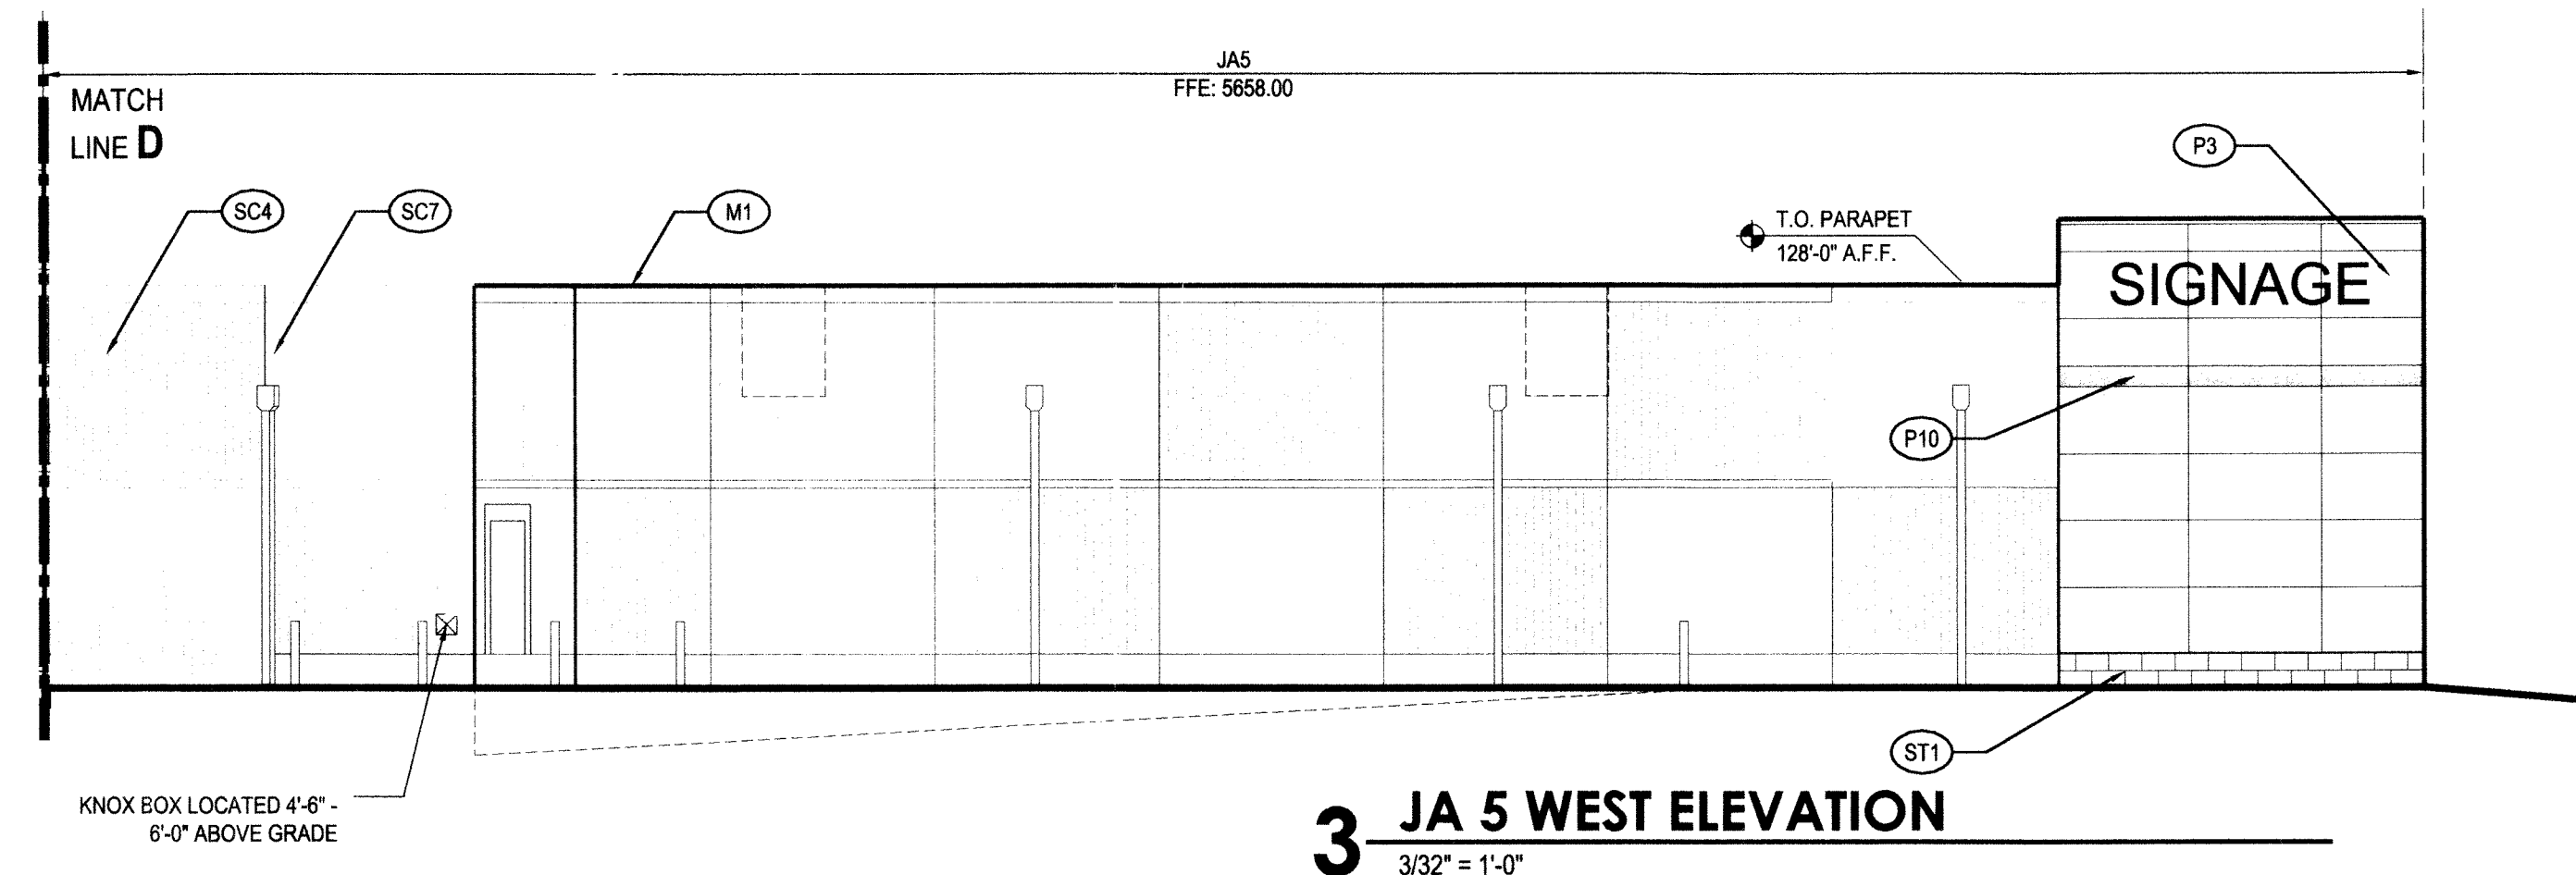 JA5
FFE: 5658.00
MATCH
LINE D
P3
SC4
SC7
M1
T.O. PARAPET
128'-0" A.F.F.
SIGNAGE
P10
ST1
KNOX BOX LOCATED 4'-6" -
6'-0" ABOVE GRADE
3 JA 5 WEST ELEVATION
3/32" = 1'-0"